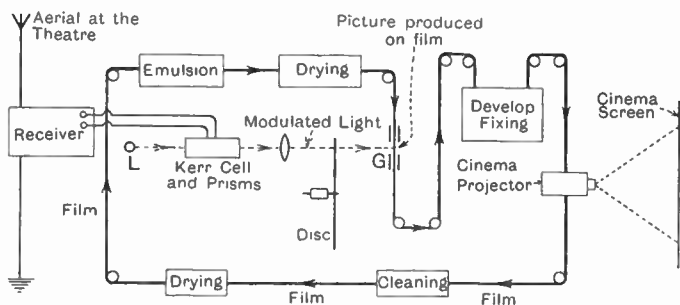 Aerial at the
Theatre
Picture produced
on film
Emulsion
Drying
Develop
Fixing
Cinema
Screen
Receiver
Modulated Light
L
Kerr Cell
and Prisms
G
Cinema
Projector
Film
Disc
Drying
Film
Cleaning
Film